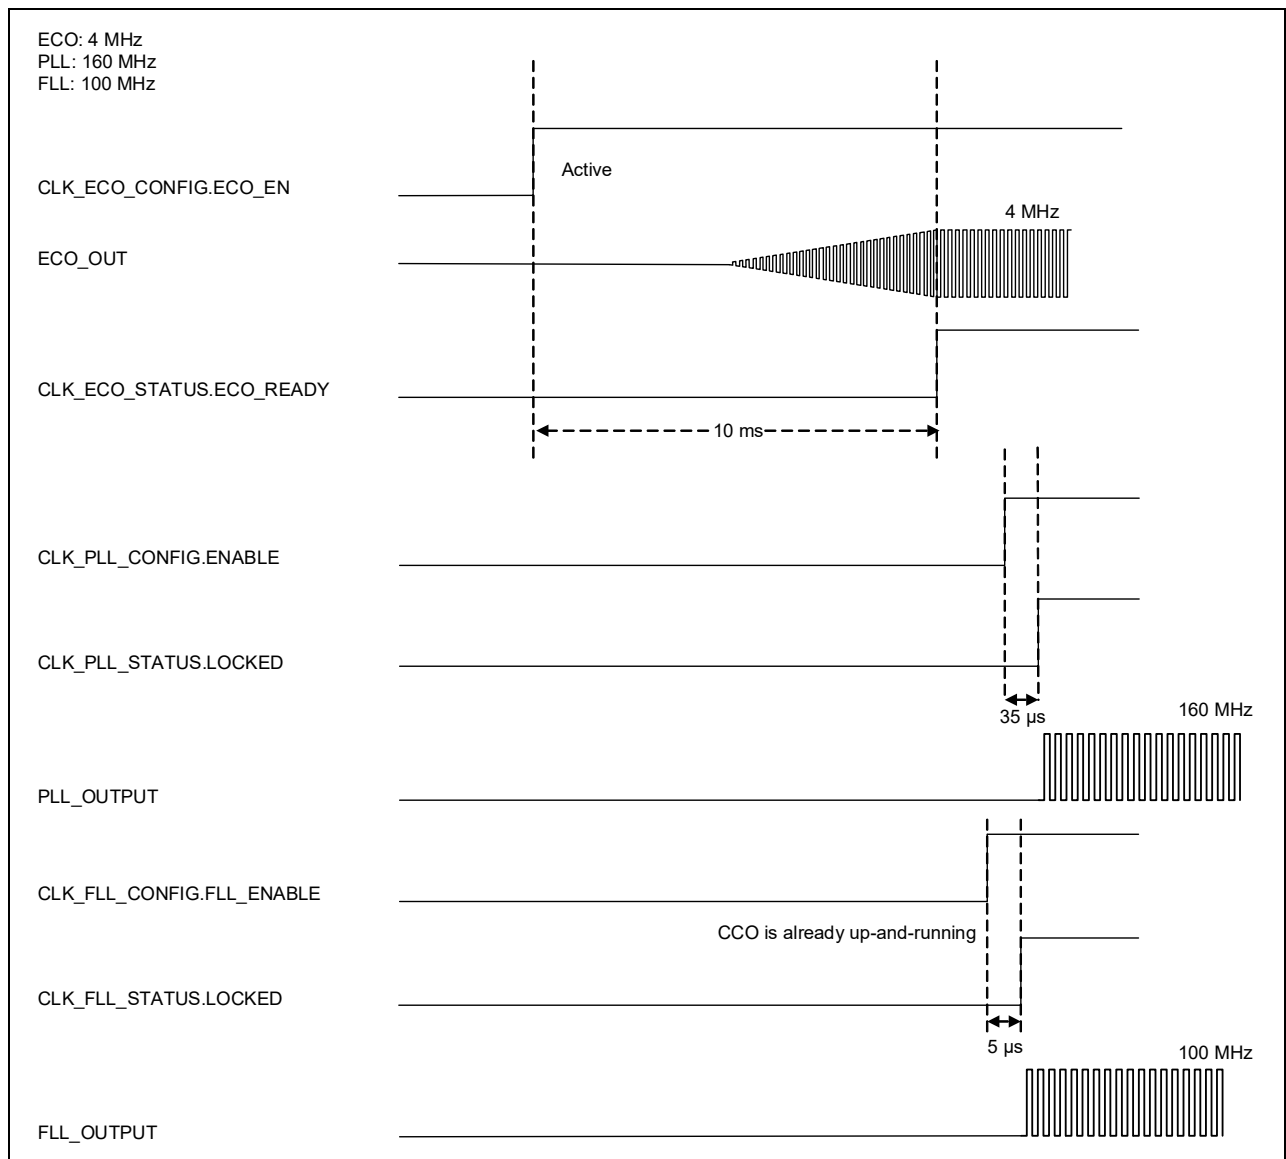 ECO: 4 MHz
PLL: 160 MHz
FLL: 100 MHz
Active
CLK_ECO_CONFIG.ECO_EN
4 MHz
ECO_OUT
CLK_ECO_STATUS.ECO_READY
10 ms
CLK_PLL_CONFIG.ENABLE
CLK_PLL_STATUS.LOCKED
35 µs
160 MHz
PLL_OUTPUT
CLK_FLL_CONFIG.FLL_ENABLE
CCO is already up-and-running
CLK_FLL_STATUS.LOCKED
5 µs
100 MHz
FLL_OUTPUT